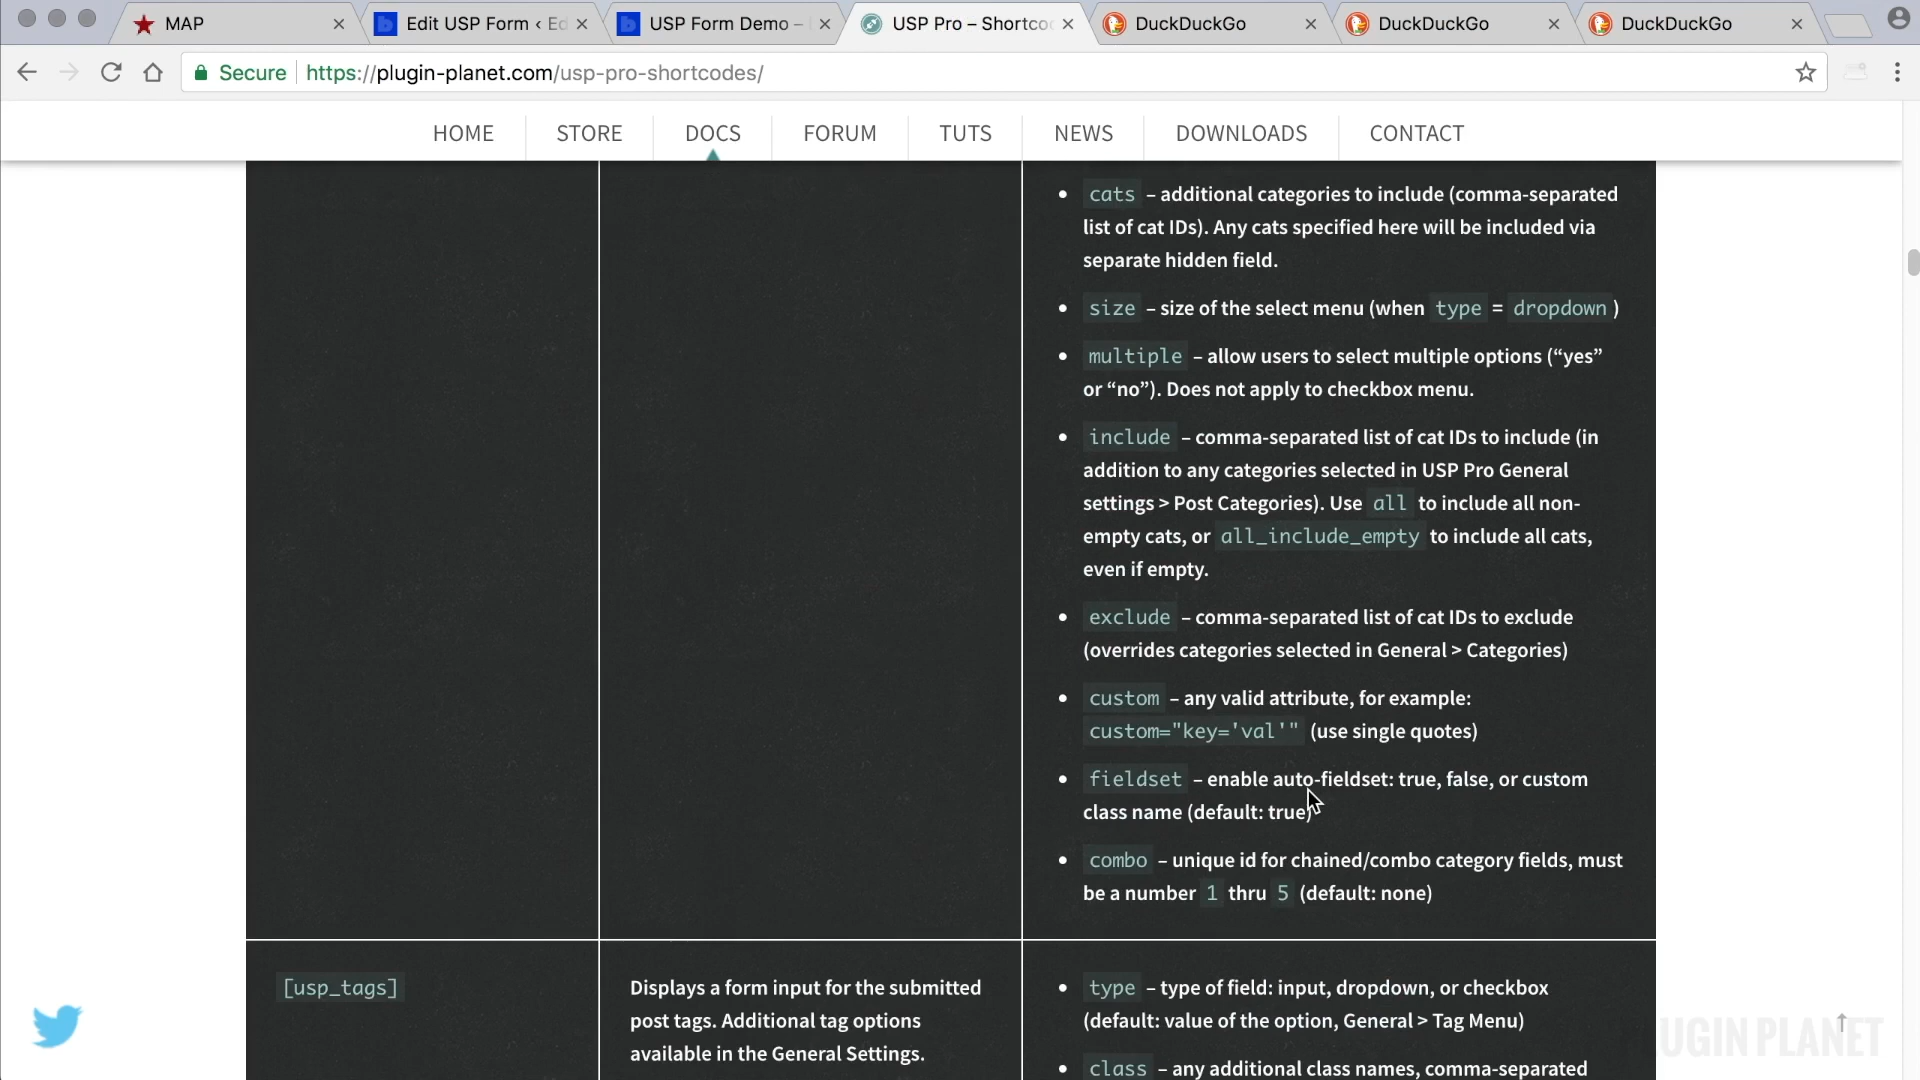 MAP
Edit USP Form ‹ Ed
USP Form Demo –
USP Pro – Shortco
DuckDuckGo
DuckDuckGo
DuckDuckGo
Secure
https://plugin-planet.com/usp-pro-shortcodes/
HOME
STORE
DOCS
FORUM
TUTS
NEWS
DOWNLOADS
CONTACT
• cats – additional categories to include (comma-separated
list of cat IDs). Any cats specified here will be included via
separate hidden field.
• size – size of the select menu (when type = dropdown )
• multiple – allow users to select multiple options (“yes”
or “no”). Does not apply to checkbox menu.
• include – comma-separated list of cat IDs to include (in
addition to any categories selected in USP Pro General
settings > Post Categories). Use all to include all non-
empty cats, or all_include_empty to include all cats,
even if empty.
• exclude – comma-separated list of cat IDs to exclude
(overrides categories selected in General > Categories)
• custom – any valid attribute, for example:
custom="key='val'" (use single quotes)
• fieldset – enable auto-fieldset: true, false, or custom
class name (default: true)
• combo – unique id for chained/combo category fields, must
be a number 1 thru 5 (default: none)
[usp_tags]
Displays a form input for the submitted
post tags. Additional tag options
available in the General Settings.
• type – type of field: input, dropdown, or checkbox
(default: value of the option, General > Tag Menu)
• class – any additional class names, comma-separated
PLUGIN PLANET